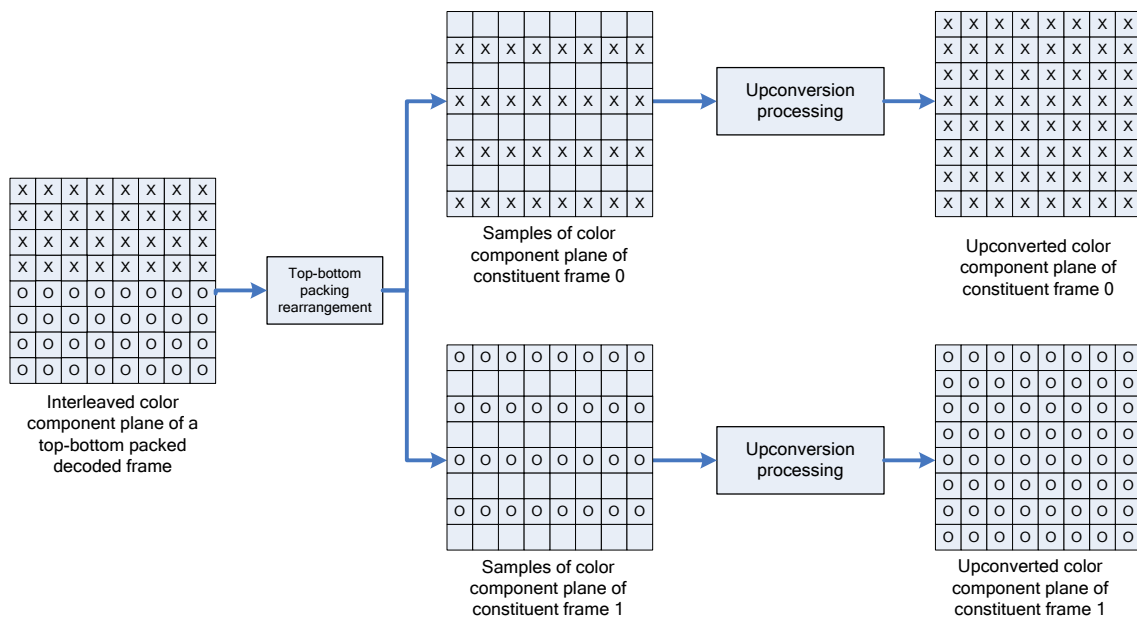 X X X X X X X X
X X X X X X X X
X X X X X X X X
X X X X X X X X
O O O O O O O O
O O O O O O O O
O O O O O O O O
O O O O O O O O
Interleaved color
component plane of a
top-bottom packed
decoded frame
Top-bottom
packing
rearrangement
X X X X X X X X
X X X X X X X X
X X X X X X X X
X X X X X X X X
Samples of color
component plane of
constituent frame 0
Upconversion
processing
X X X X X X X X
X X X X X X X X
X X X X X X X X
X X X X X X X X
X X X X X X X X
X X X X X X X X
X X X X X X X X
X X X X X X X X
Upconverted color
component plane of
constituent frame 0
O O O O O O O O
O O O O O O O O
O O O O O O O O
O O O O O O O O
Samples of color
component plane of
constituent frame 1
Upconversion
processing
O O O O O O O O
O O O O O O O O
O O O O O O O O
O O O O O O O O
O O O O O O O O
O O O O O O O O
O O O O O O O O
O O O O O O O O
Upconverted color
component plane of
constituent frame 1